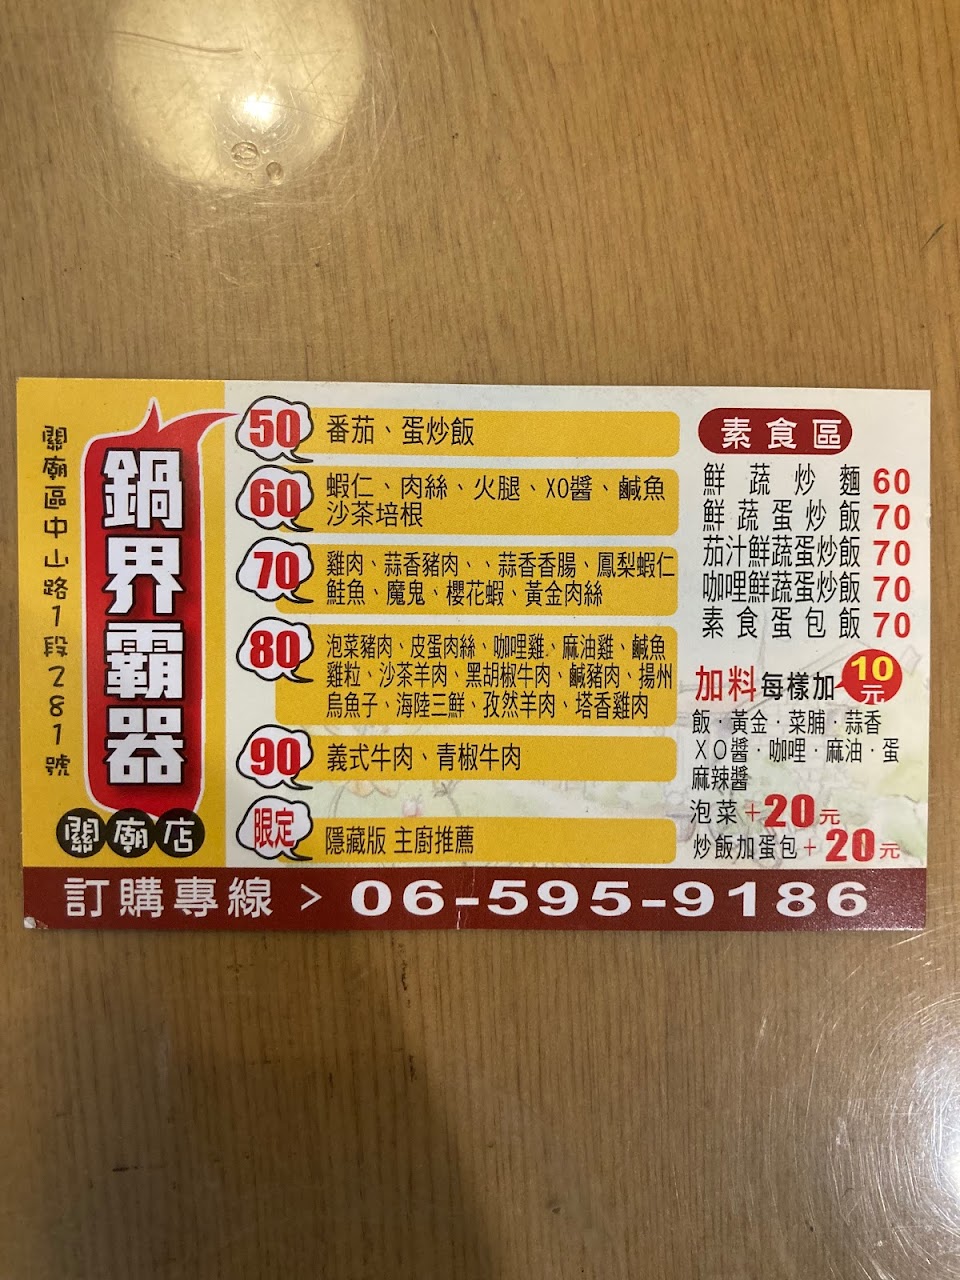 關廟區中山路1段281號
鍋界霸器
關廟店
50
番茄、蛋炒飯
60
蝦仁、肉絲、火腿、XO醬、鹹魚
沙茶培根
70
雞肉、蒜香豬肉、、蒜香香腸、鳳梨蝦仁
鮭魚、魔鬼、櫻花蝦、黃金肉絲
80
泡菜豬肉、皮蛋肉絲、咖哩雞、麻油雞、鹹魚
雞粒、沙茶羊肉、黑胡椒牛肉、鹹豬肉、揚州
烏魚子、海陸三鮮、孜然羊肉、塔香雞肉
90
義式牛肉、青椒牛肉
限定
隱藏版 主廚推薦
素食區
鮮蔬炒麵 60
鮮蔬蛋炒飯 70
茄汁鮮蔬蛋炒飯 70
咖哩鮮蔬蛋炒飯 70
素食蛋包飯 70
加料每樣加10元
飯·黃金·菜脯·蒜香
XO醬·咖哩·麻油·蛋
麻辣醬
泡菜+20元
炒飯加蛋包+20元
訂購專線 > 06-595-9186